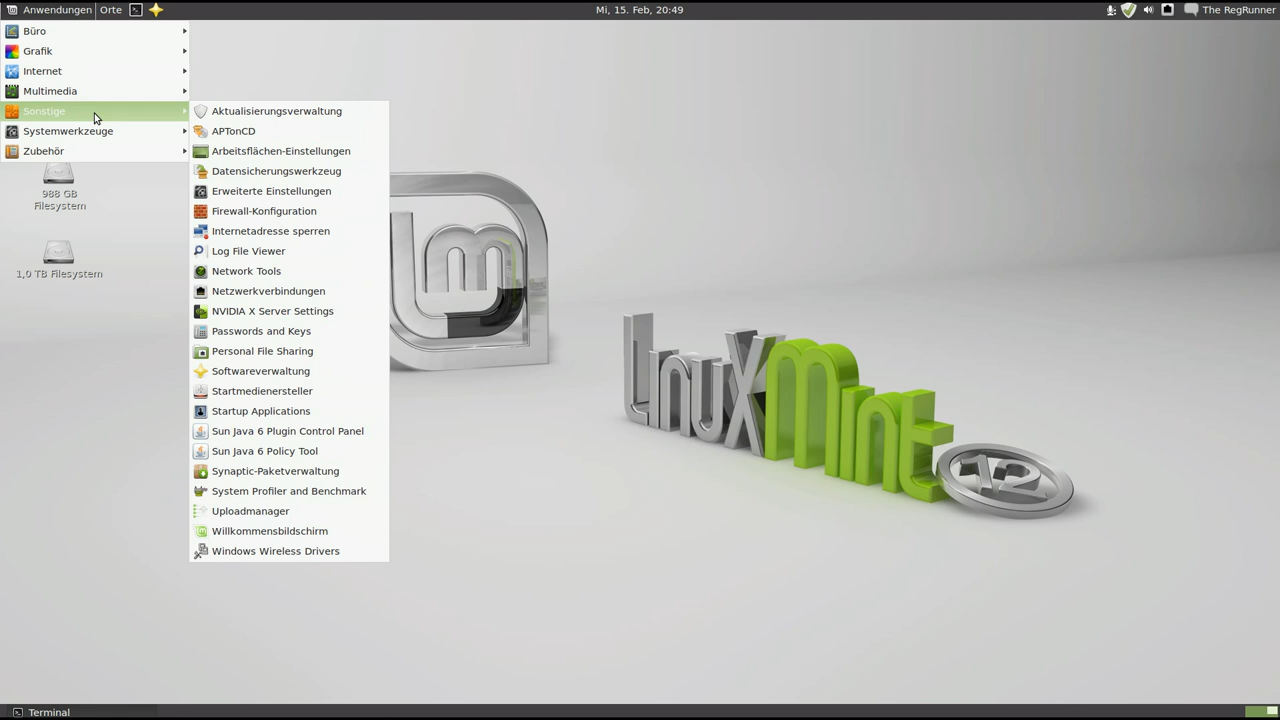 Anwendungen Orte Mi, 15. Feb, 20:49 The RegRunner
Büro
Grafik
Internet
Multimedia
Sonstige
Systemwerkzeuge
Zubehör
Aktualisierungsverwaltung
APTonCD
Arbeitsflächen-Einstellungen
Datensicherungswerkzeug
Erweiterte Einstellungen
Firewall-Konfiguration
Internetadresse sperren
Log File Viewer
Network Tools
Netzwerkverbindungen
NVIDIA X Server Settings
Passwords and Keys
Personal File Sharing
Softwareverwaltung
Startmedienersteller
Startup Applications
Sun Java 6 Plugin Control Panel
Sun Java 6 Policy Tool
Synaptic-Paketverwaltung
System Profiler and Benchmark
Uploadmanager
Willkommensbildschirm
Windows Wireless Drivers
988 GB
Filesystem
1,0 TB Filesystem
LinuxMint 12
Terminal